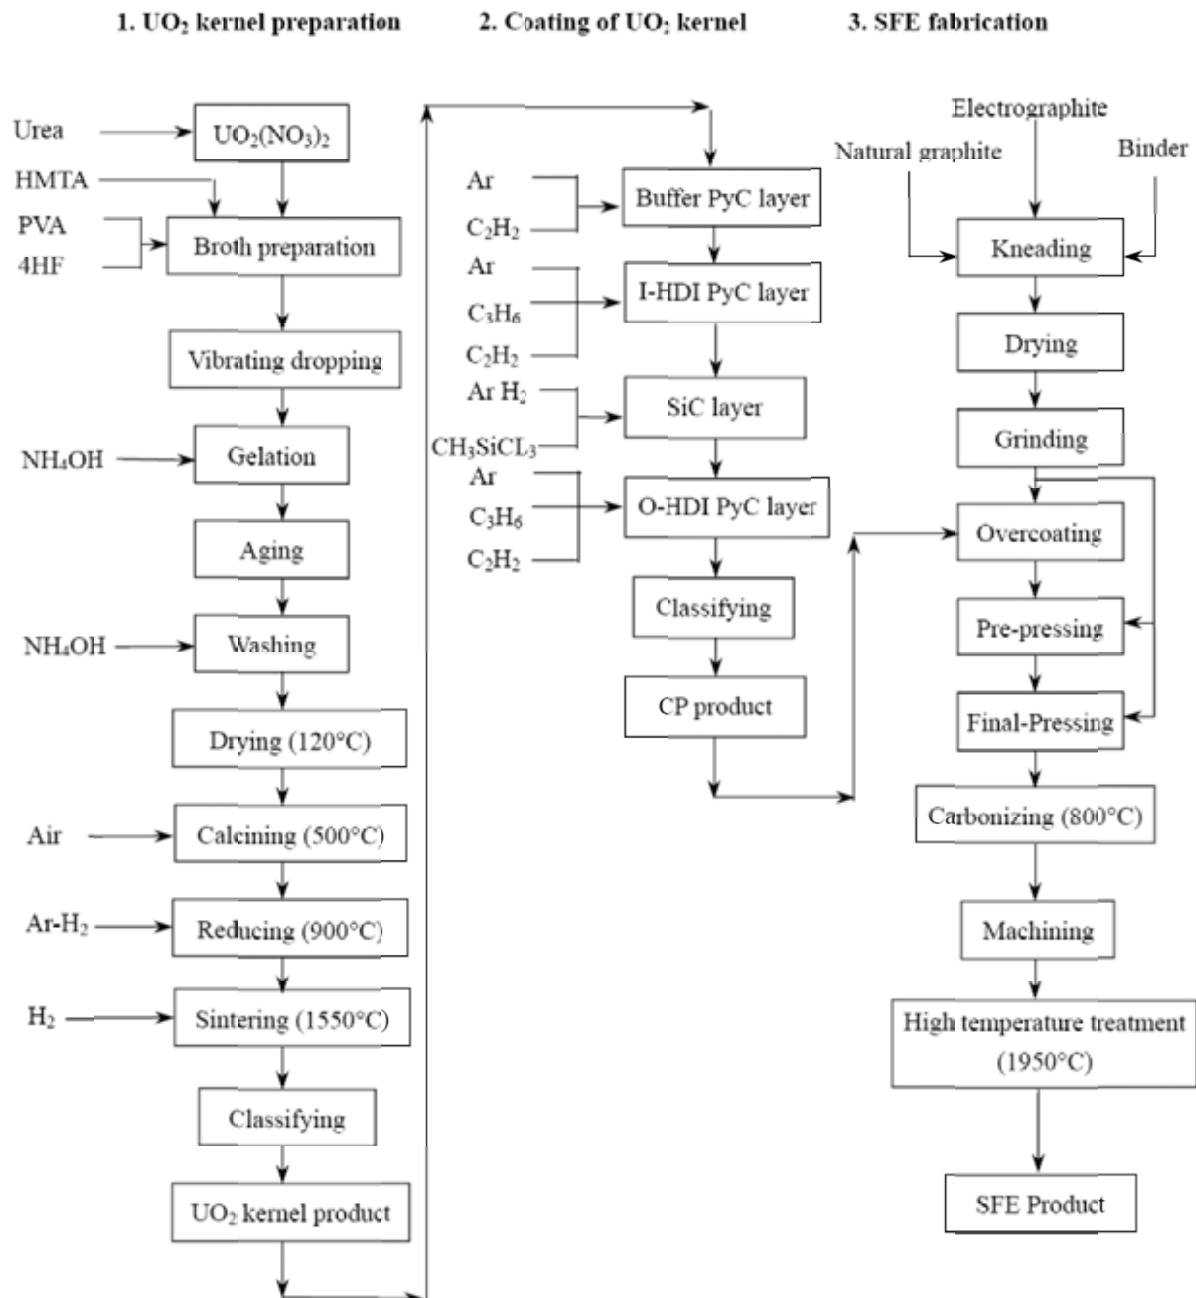 1. UO₂ kernel preparation
2. Coating of UO₂ kernel
3. SFE fabrication
Urea
UO₂(NO₃)₂
HMTA
PVA
4HF
Broth preparation
Vibrating dropping
NH₄OH
Gelation
Aging
NH₄OH
Washing
Drying (120°C)
Air
Calcining (500°C)
Ar-H₂
Reducing (900°C)
H₂
Sintering (1550°C)
Classifying
UO₂ kernel product
Ar
C₂H₂
Buffer PyC layer
Ar
C₃H₆
C₂H₂
I-HDI PyC layer
Ar H₂
CH₃SiCL₃
SiC layer
Ar
C₃H₆
C₂H₂
O-HDI PyC layer
Classifying
CP product
Electrographite
Natural graphite
Binder
Kneading
Drying
Grinding
Overcoating
Pre-pressing
Final-Pressing
Carbonizing (800°C)
Machining
High temperature treatment
(1950°C)
SFE Product